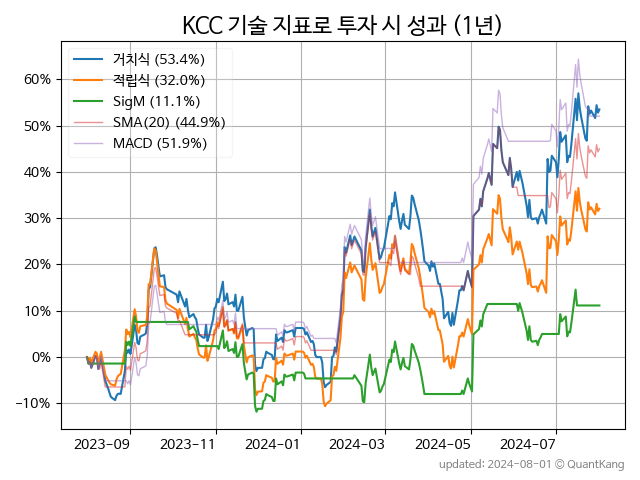 KCC 기술 지표로 투자 시 성과 (1년)
거치식 (53.4%)
적립식 (32.0%)
SigM (11.1%)
SMA(20) (44.9%)
MACD (51.9%)
60%
50%
40%
30%
20%
10%
0%
−10%
2023-09
2023-11
2024-01
2024-03
2024-05
2024-07
updated: 2024-08-01 © QuantKang